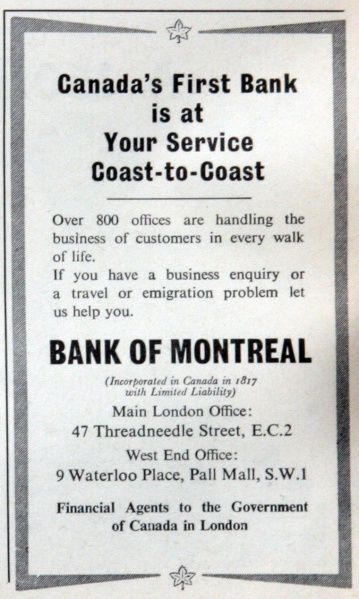 Canada's First Bank
is at
Your Service
Coast-to-Coast
Over 800 offices are handling the
business of customers in every walk
of life.
If you have a business enquiry or
a travel or emigration problem let
us help you.
BANK OF MONTREAL
(Incorporated in Canada in 1817
with Limited Liability)
Main London Office:
47 Threadneedle Street, E.C.2
West End Office:
9 Waterloo Place, Pall Mall, S.W.1
Financial Agents to the Government
of Canada in London